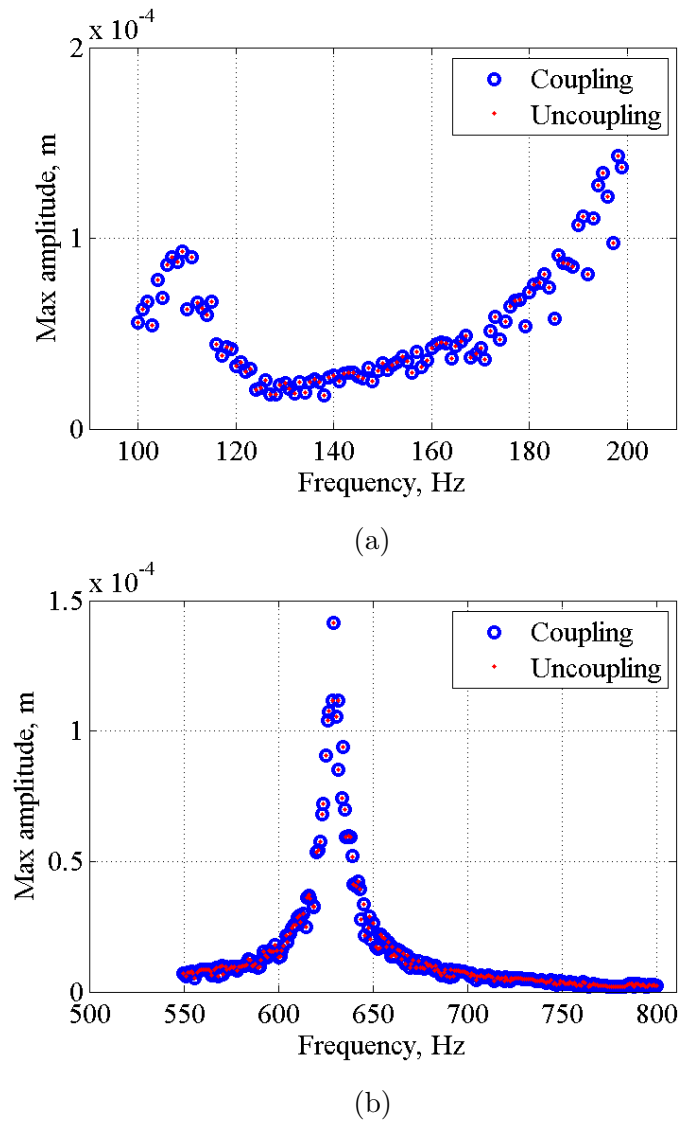 x 10^-4
2
Coupling
Uncoupling
Max amplitude, m
1
0
100 120 140 160 180 200
Frequency, Hz
(a)
x 10^-4
1.5
Coupling
Uncoupling
Max amplitude, m
1
0.5
0
500 550 600 650 700 750 800
Frequency, Hz
(b)